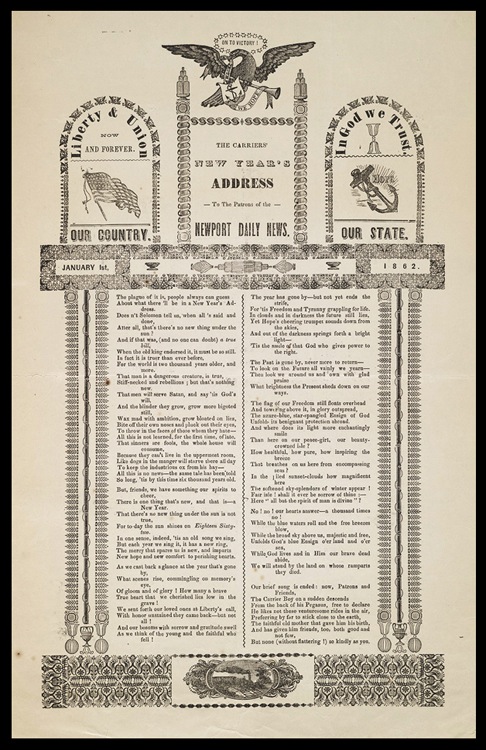 ON TO VICTORY!
Liberty & Union
NOW
AND FOREVER.
OUR COUNTRY.
THE CARRIERS'
NEW YEAR'S
ADDRESS
— To The Patrons of the —
NEWPORT DAILY NEWS,
In God We Trust.
HOPE
OUR STATE.
JANUARY 1st,
1862.
The plague of it is, people always can guess
About what there'll be in a New Year's Ad-
dress.
Does n't Solomon tell us, when all's said and
done,
After all, that's there's no new thing under the
sun?
And if that was, (and no one can doubt) a true
bill,
When the old king endorsed it, it must be so still.
In fact it is truer than ever before,
For the world is two thousand years older, and
more.
That man is a dangerous creature, is true,
Stiff-necked and rebellious; but that's nothing
new.
That men will serve Satan, and say 'tis God's
will,
And the blinder they grow, grow more bigoted
still,
Wax mad with ambition, grow bloated on lies,
Bite off their own noses and pluck out their eyes,
To throw in the faces of those whom they hate—
All this is not learned, for the first time, of late.
That sinners are fools, the whole house will
consume,
Because they can't live in the uppermost room,
Like dogs in the manger will starve there all day
To keep the industrious ox from his hay—
All this is no news—the same tale has been told
So long, 'tis by this time six thousand years old.
But, friends, we have something our spirits to
cheer,
There is one thing that's new, and that is—a
New Year.
That there's no new thing under the sun is not
true,
For to-day the sun shines on Eighteen Sixty-
two.
In one sense, indeed, 'tis an old song we sing,
But each year we sing it, it has a new ring,
The mercy that spares us is new, and imparts
New hope and new comfort to perishing hearts.
As we cast back a glance at the year that's gone
by,
What scenes rise, commingling on memory's
eye,
Of gloom and of glory! How many a brave
True heart that we cherished lies low in the
grave!
We sent forth our loved ones at Liberty's call,
With honor unstained they came back—but not
all!
And our bosoms with sorrow and gratitude swell
As we think of the young and the faithful who
fell!
The year has gone by—but not yet ends the
strife,
For 'tis Freedom and Tyranny grappling for life.
In clouds and in darkness the future still lies,
Yet Hope's cheering trumpet sounds down from
the skies,
And out of the darkness springs forth a bright
light—
'Tis the smile of that God who gives power to
the right.
The Past is gone by, never more to return—
To look on the Future all vainly we yearn—
Then look we around us and own with glad
praise
What brightness the Present sheds down on our
ways.
The flag of our Freedom still floats overhead
And towering above it, in glory outspread,
The azure-blue, star-spangled Ensign of God
Unfolds its benignant protection abroad.
And where does its light more enchantingly
smile
Than here on our peace-girt, our beauty-
crowned isle?
How healthful, how pure, how inspiring the
breeze
That breathes on us here from encompassing
seas?
In the sunset-clouds how magnificent
here
The softened sky-splendors of winter appear!
Fair isle! shall it ever be sorrow of thine:—
Here "all but the spirit of man is divine"?
No! no! our hearts answer—a thousand times
no!
While the blue waters roll and the free breezes
blow,
While the broad sky above us, majestic and free,
Unfolds God's blue Ensign o'er land and o'er
sea,
While God lives and in Him our brave dead
abide,
We will stand by the land on whose ramparts
they died.
Our brief song is ended: now, Patrons and
Friends,
The Carrier Boy on a sudden descends
From the back of his Pegasus, free to declare
He likes not these venturesome rides in the air,
Preferring by far to stick close to the earth,
The faithful old mother that gave him his birth,
And has given him friends, too, both good and
not few,
But none (without flattering!) so kindly as you.